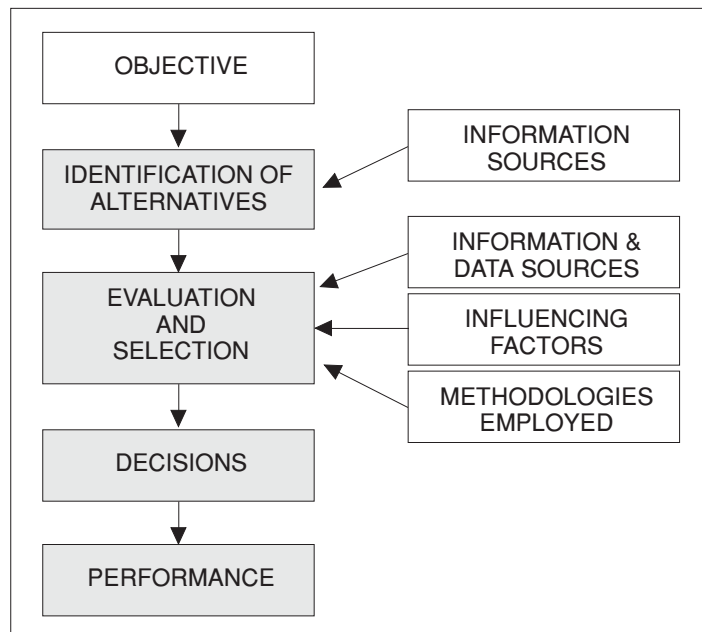 OBJECTIVE
IDENTIFICATION OF
ALTERNATIVES
INFORMATION
SOURCES
EVALUATION
AND
SELECTION
INFORMATION &
DATA SOURCES
INFLUENCING
FACTORS
METHODOLOGIES
EMPLOYED
DECISIONS
PERFORMANCE